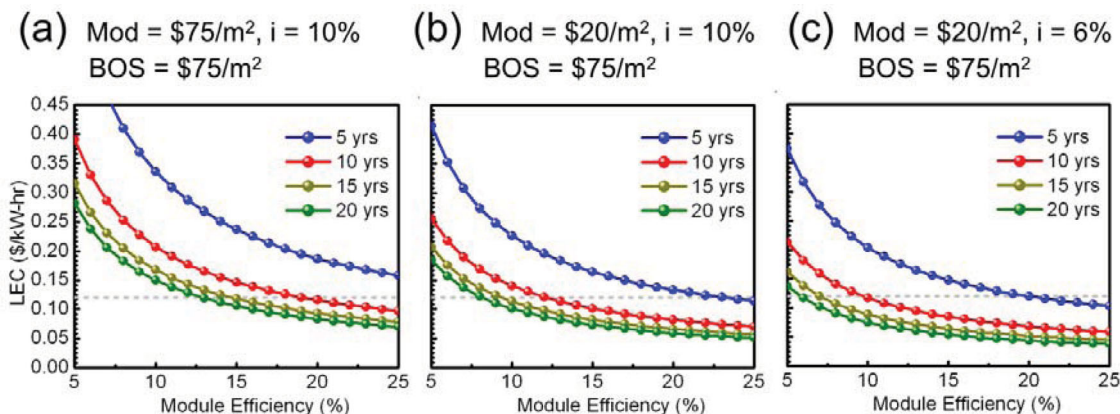 (a) Mod = $75/m², i = 10%
BOS = $75/m²
(b) Mod = $20/m², i = 10%
BOS = $75/m²
(c) Mod = $20/m², i = 6%
BOS = $75/m²
LEC ($/kW-hr)
0.45
0.40
0.35
0.30
0.25
0.20
0.15
0.10
0.05
0.00
5 yrs
10 yrs
15 yrs
20 yrs
5 10 15 20 25
Module Efficiency (%)
5 yrs
10 yrs
15 yrs
20 yrs
5 10 15 20 25
Module Efficiency (%)
5 yrs
10 yrs
15 yrs
20 yrs
5 10 15 20 25
Module Efficiency (%)